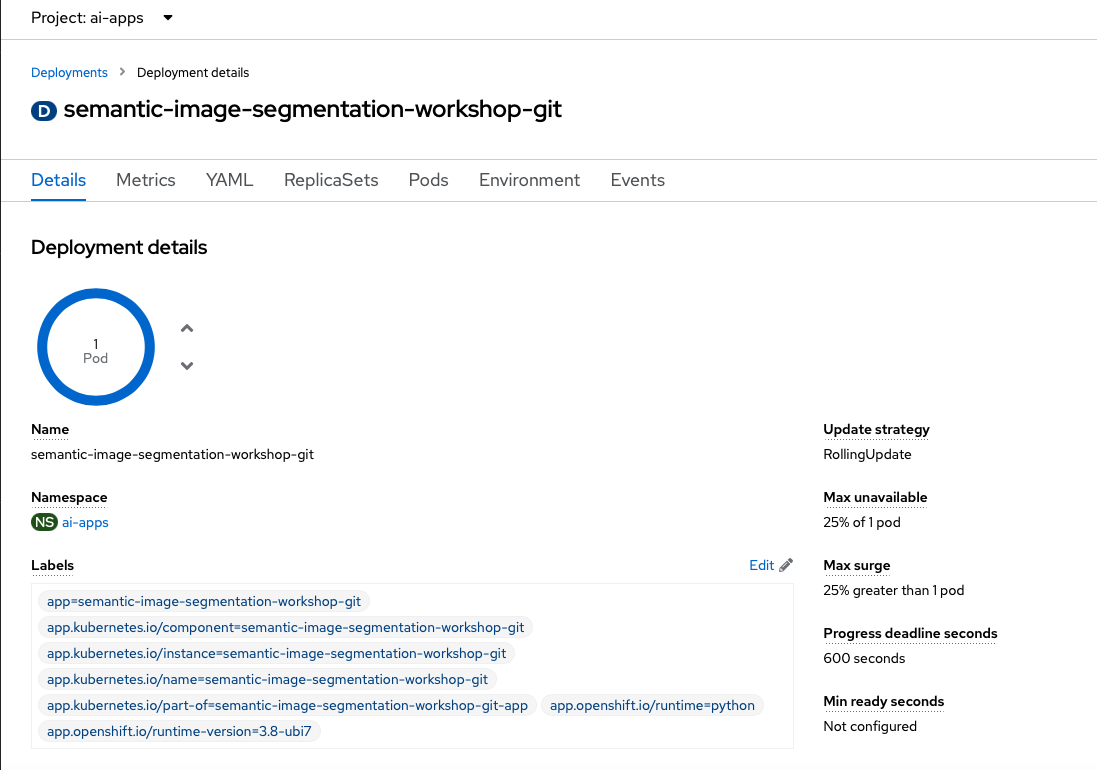 Project: ai-apps
Deployments > Deployment details
D semantic-image-segmentation-workshop-git
Details Metrics YAML ReplicaSets Pods Environment Events
Deployment details
1
Pod
Name
semantic-image-segmentation-workshop-git
Namespace
NS ai-apps
Labels Edit
app=semantic-image-segmentation-workshop-git
app.kubernetes.io/component=semantic-image-segmentation-workshop-git
app.kubernetes.io/instance=semantic-image-segmentation-workshop-git
app.kubernetes.io/name=semantic-image-segmentation-workshop-git
app.kubernetes.io/part-of=semantic-image-segmentation-workshop-git-app app.openshift.io/runtime=python
app.openshift.io/runtime-version=3.8-ubi7
Update strategy
RollingUpdate
Max unavailable
25% of 1 pod
Max surge
25% greater than 1 pod
Progress deadline seconds
600 seconds
Min ready seconds
Not configured